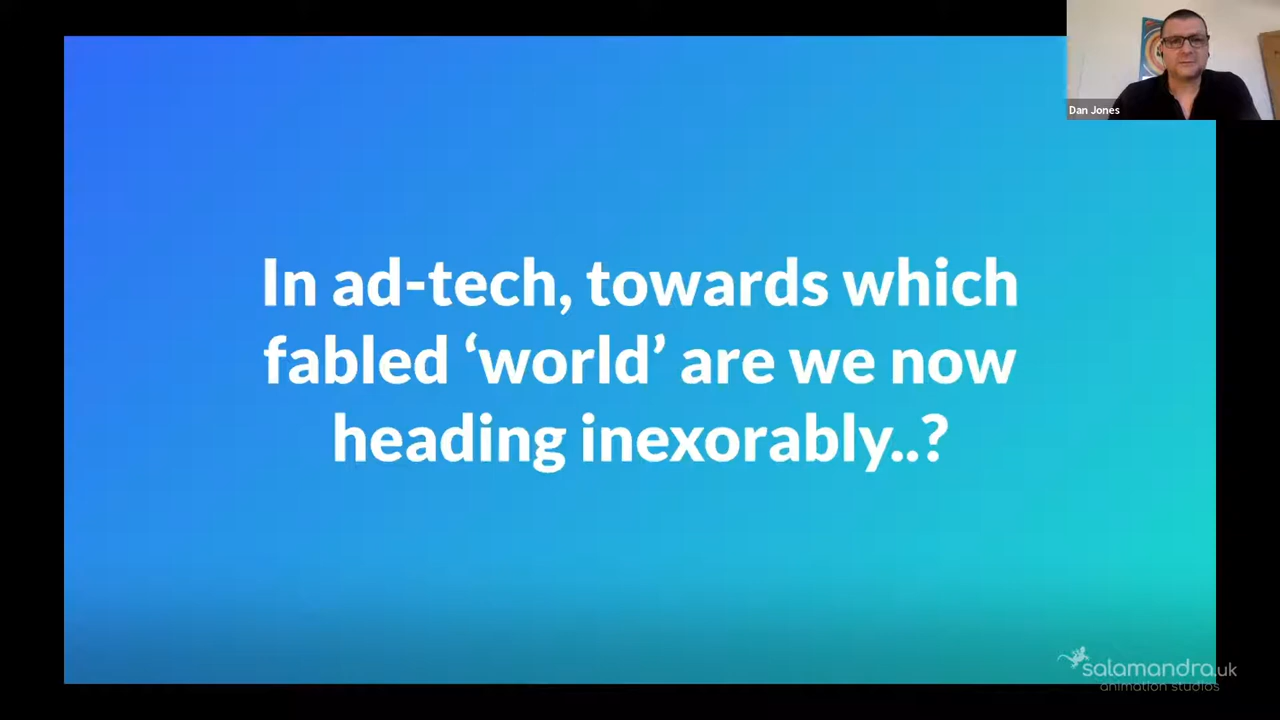 Dan Jones
In ad-tech, towards which
fabled ‘world’ are we now
heading inexorably..?
salamandra.uk
animation studios